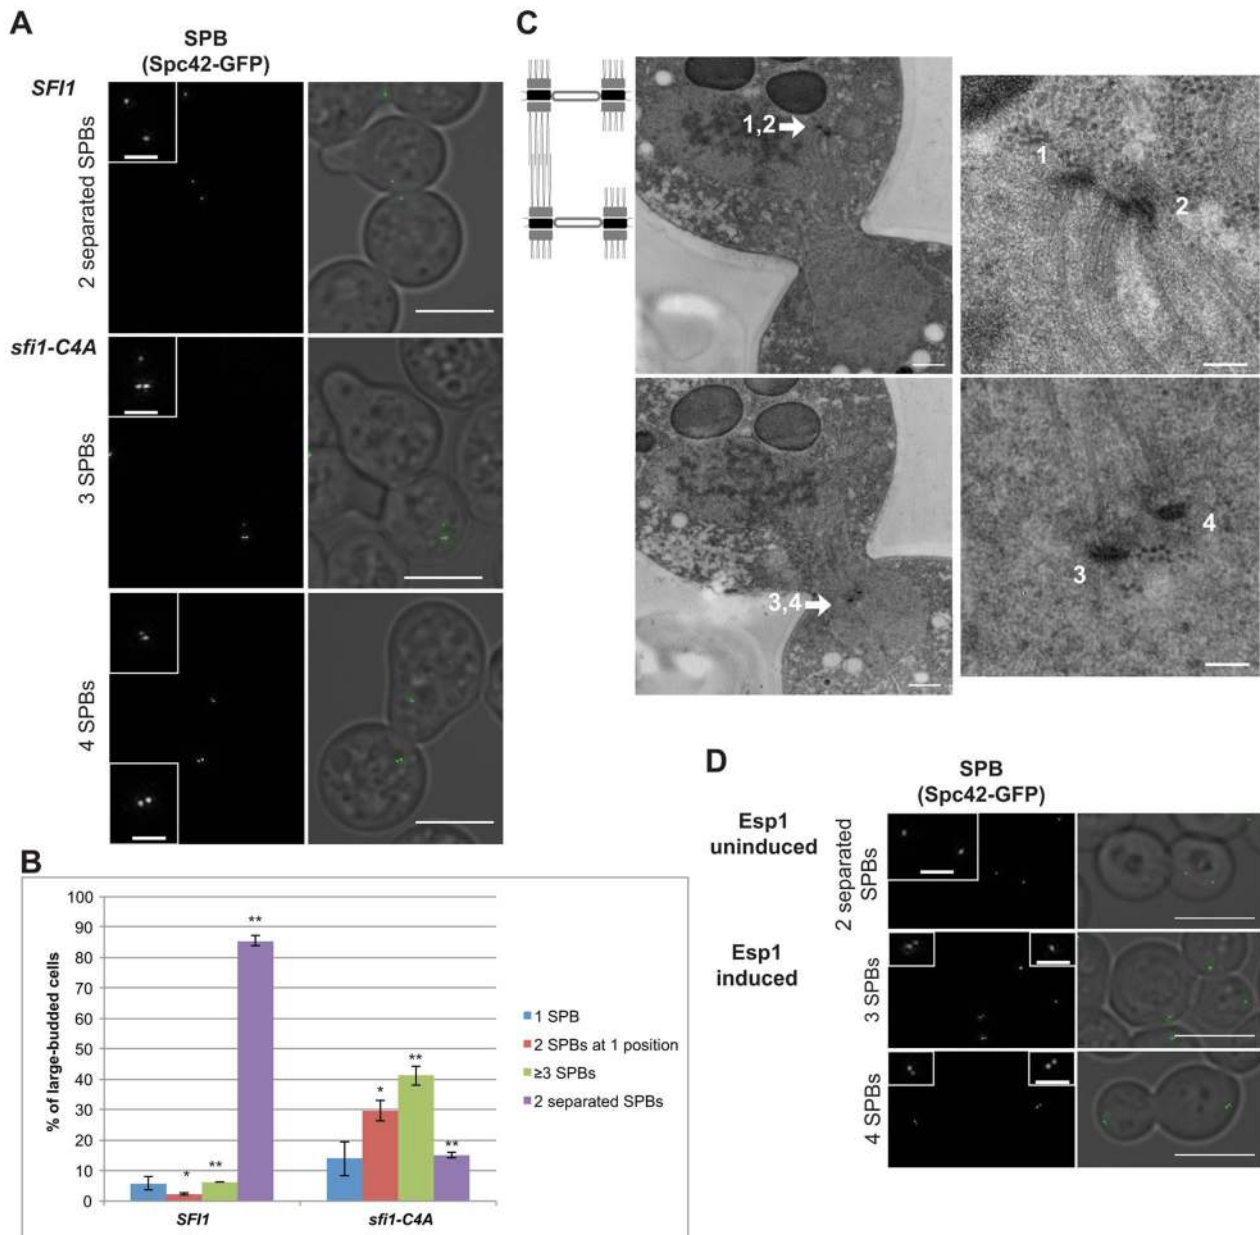 A
SPB
(Spc42-GFP)
SFI1
2 separated SPBs
sfi1-C4A
3 SPBs
4 SPBs
B
% of large-budded cells
100
90
80
70
60
50
40
30
20
10
0
*
**
**
*
**
**
SFI1
sfi1-C4A
1 SPB
2 SPBs at 1 position
≥3 SPBs
2 separated SPBs
C
1,2
1
2
3,4
3
4
D
SPB
(Spc42-GFP)
Esp1
uninduced
2 separated
SPBs
Esp1
induced
3 SPBs
4 SPBs